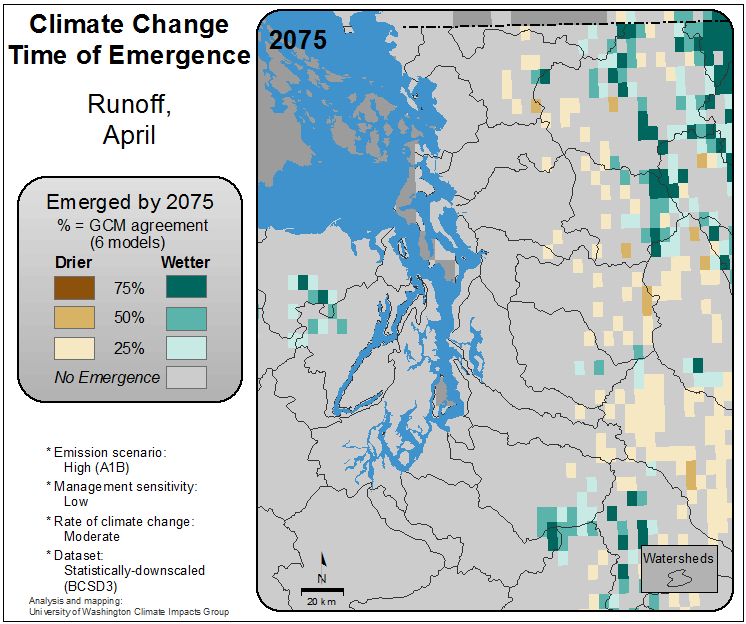 Climate Change
Time of Emergence
Runoff,
April
Emerged by 2075
% = GCM agreement
(6 models)
Drier
Wetter
75%
50%
25%
No Emergence
* Emission scenario:
High (A1B)
* Management sensitivity:
Low
* Rate of climate change:
Moderate
* Dataset:
Statistically-downscaled
(BCSD3)
Analysis and mapping:
University of Washington Climate Impacts Group
2075
N
20 km
Watersheds